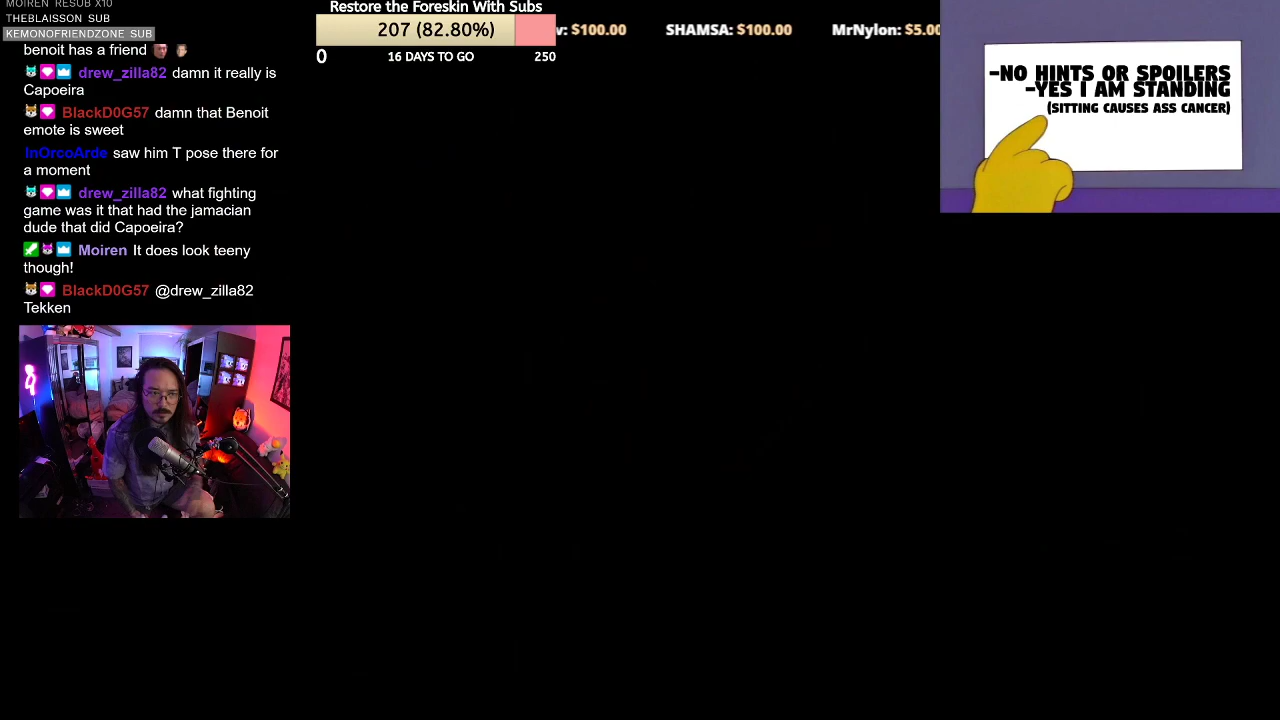 MOIREN RESUB X10
THEBLAISSON SUB
KEMONOFRIENDZONE SUB
benoit has a friend
drew_zilla82 damn it really is
Capoeira
BlackD0G57 damn that Benoit
emote is sweet
InOrcoArde saw him T pose there for
a moment
drew_zilla82 what fighting
game was it that had the jamacian
dude that did Capoeira?
Moiren It does look teeny
though!
BlackD0G57 @drew_zilla82
Tekken
Restore the Foreskin With Subs
207 (82.80%)
0 16 DAYS TO GO 250
v: $100.00 SHAMSA: $100.00 MrNylon: $5.00
-NO HINTS OR SPOILERS
-YES I AM STANDING
(SITTING CAUSES ASS CANCER)